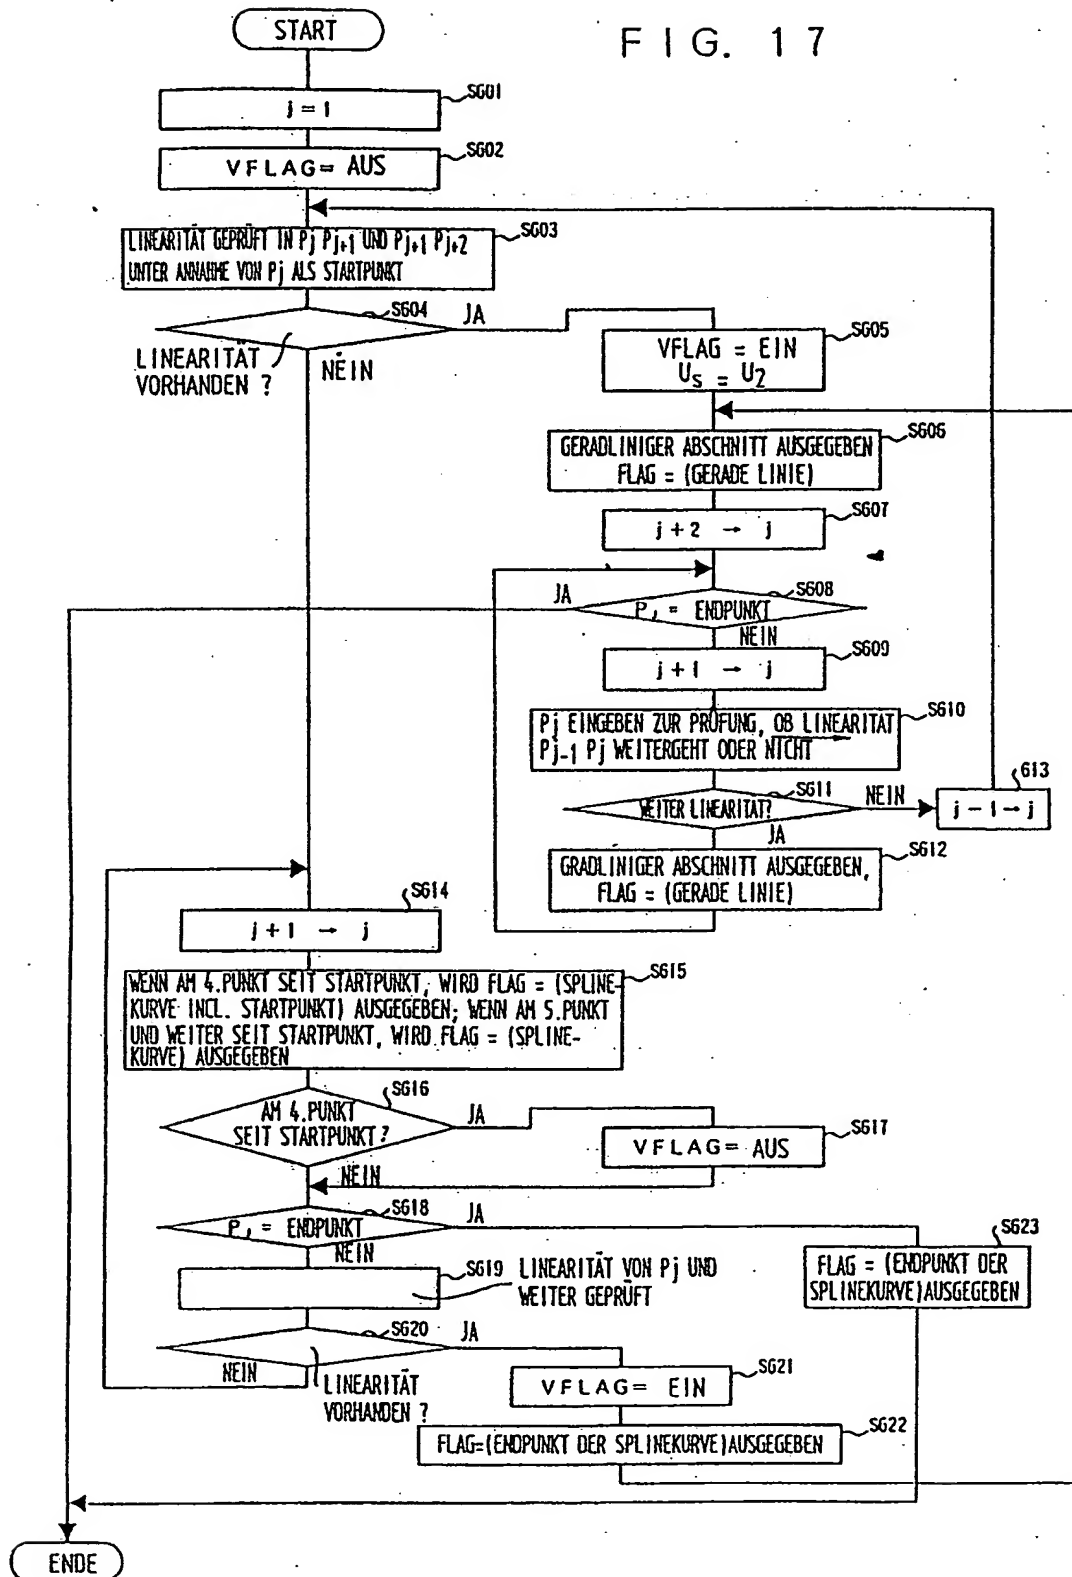 START
F I G. 17
S601
j = 1
S602
VFLAG = AUS
S603
LINEARITÄT GEPRÜFT IN Pj Pj+1 UND Pj+1 Pj+2
UNTER ANNAHME VON Pj ALS STARTPUNKT
S604
JA
LINEARITÄT
VORHANDEN ?
NEIN
S605
VFLAG = EIN
Us = U2
S606
GERADLINIGER ABSCHNITT AUSGEGEBEN
FLAG = (GERADE LINIE)
S607
j + 2 → j
S608
JA
Pj = ENDPUNKT
NEIN
S609
j + 1 → j
S610
Pj EINGEBEN ZUR PRÜFUNG, OB LINEARITÄT
Pj-1 Pj WEITERGEHT ODER NICHT
S611
WEITER LINEARITÄT?
NEIN
JA
613
j - 1 → j
S612
GRADLINIGER ABSCHNITT AUSGEGEBEN,
FLAG = (GERADE LINIE)
S614
j + 1 → j
S615
WENN AM 4.PUNKT SEIT STARTPUNKT, WIRD FLAG = (SPLINE-
KURVE INCL. STARTPUNKT) AUSGEGEBEN; WENN AM 5.PUNKT
UND WEITER SEIT STARTPUNKT, WIRD FLAG = (SPLINE-
KURVE) AUSGEGEBEN
S616
AM 4.PUNKT
SEIT STARTPUNKT?
JA
NEIN
S617
VFLAG = AUS
S618
Pj = ENDPUNKT
JA
NEIN
S623
FLAG = (ENDPUNKT DER
SPLINEKURVE) AUSGEGEBEN
S619
LINEARITÄT VON Pj UND
WEITER GEPRÜFT
S620
JA
NEIN
LINEARITÄT
VORHANDEN ?
S621
VFLAG = EIN
S622
FLAG=(ENDPUNKT DER SPLINEKURVE)AUSGEGEBEN
ENDE